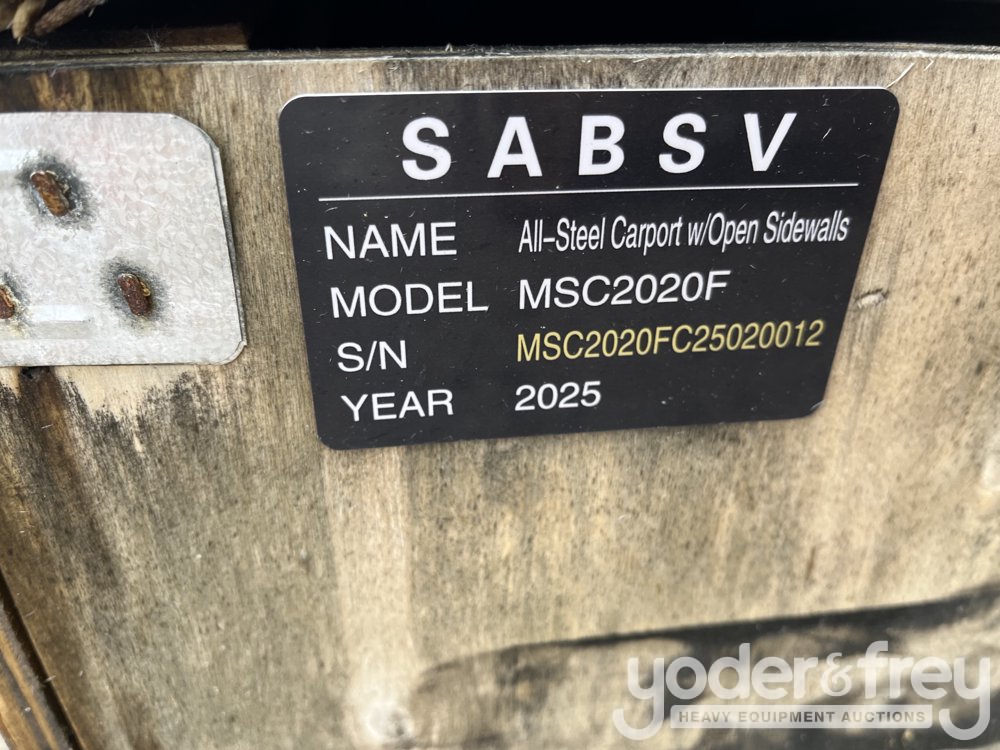 SABSV
NAME All-Steel Carport w/Open Sidewalls
MODEL MSC2020F
S/N MSC2020FC25020012
YEAR 2025
yoder&frey
HEAVY EQUIPMENT AUCTIONS